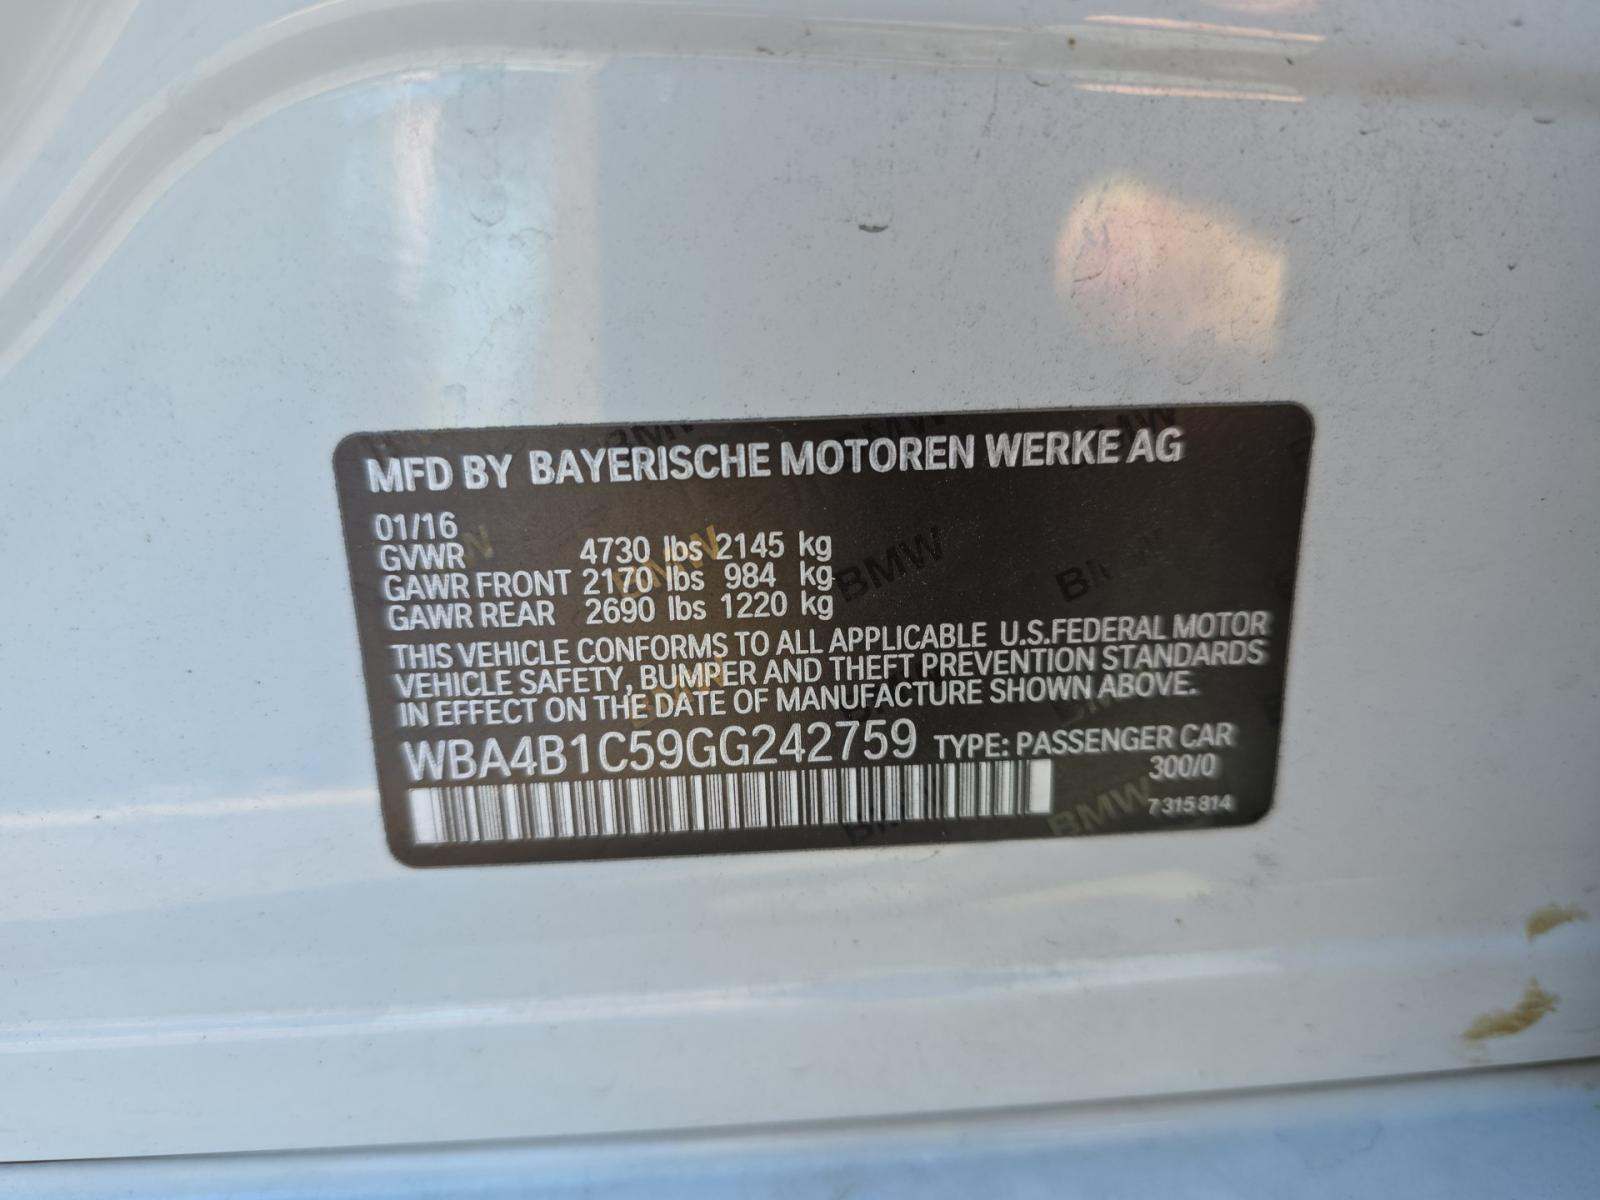 MFD BY BAYERISCHE MOTOREN WERKE AG
01/16
GVWR 4730 lbs 2145 kg
GAWR FRONT 2170 lbs 984 kg
GAWR REAR 2690 lbs 1220 kg
THIS VEHICLE CONFORMS TO ALL APPLICABLE U.S.FEDERAL MOTOR
VEHICLE SAFETY, BUMPER AND THEFT PREVENTION STANDARDS
IN EFFECT ON THE DATE OF MANUFACTURE SHOWN ABOVE.
WBA4B1C59GG242759 TYPE: PASSENGER CAR
300/0
7 315 814